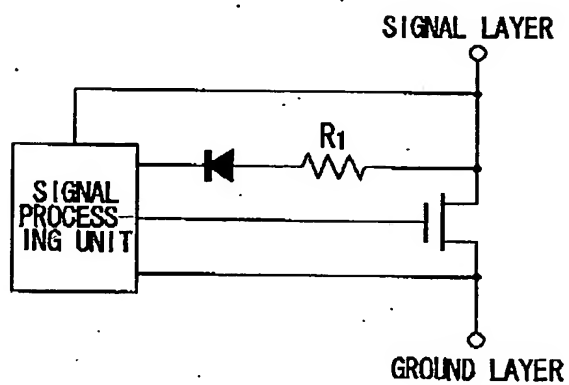 SIGNAL LAYER
R1
SIGNAL
PROCESS-
ING UNIT
GROUND LAYER